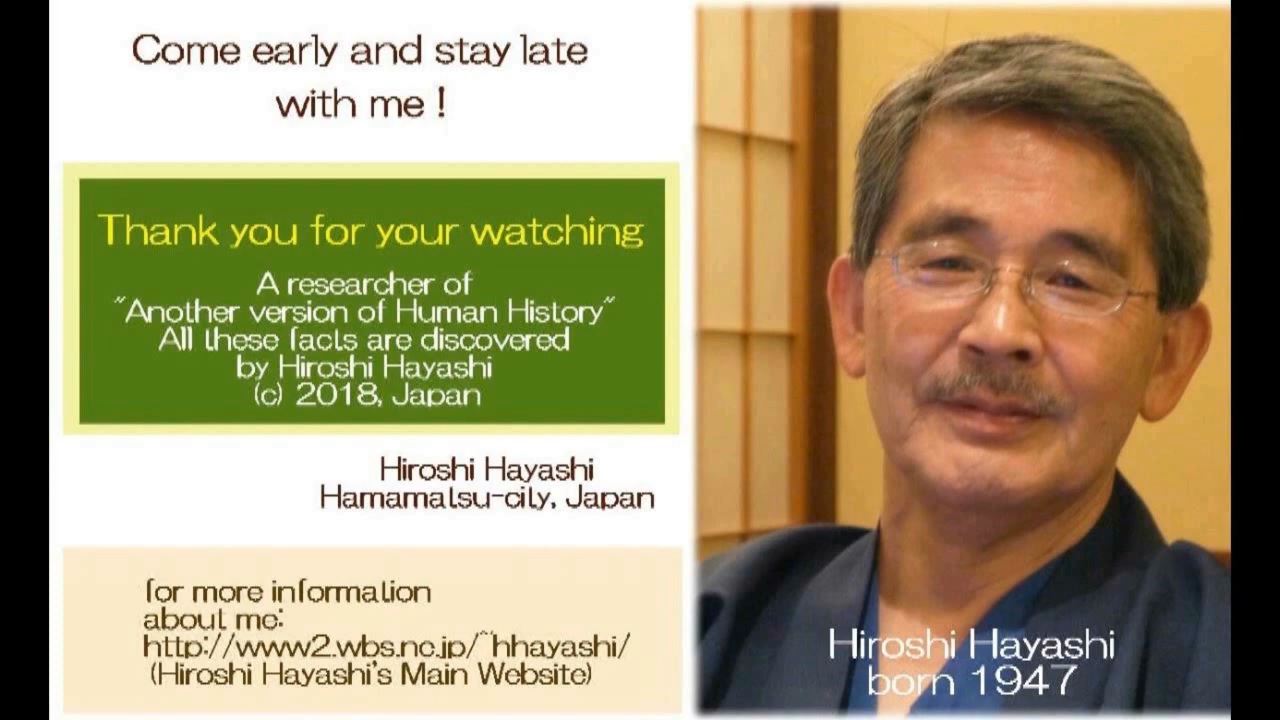 Come early and stay late
with me !
Thank you for your watching
A researcher of
"Another version of Human History"
All these facts are discovered
by Hiroshi Hayashi
(c) 2018, Japan
Hiroshi Hayashi
Hamamatsu-city, Japan
for more information
about me:
http://www2.wbs.ne.jp/~hhayashi/
(Hiroshi Hayashi's Main Website)
Hiroshi Hayashi
born 1947